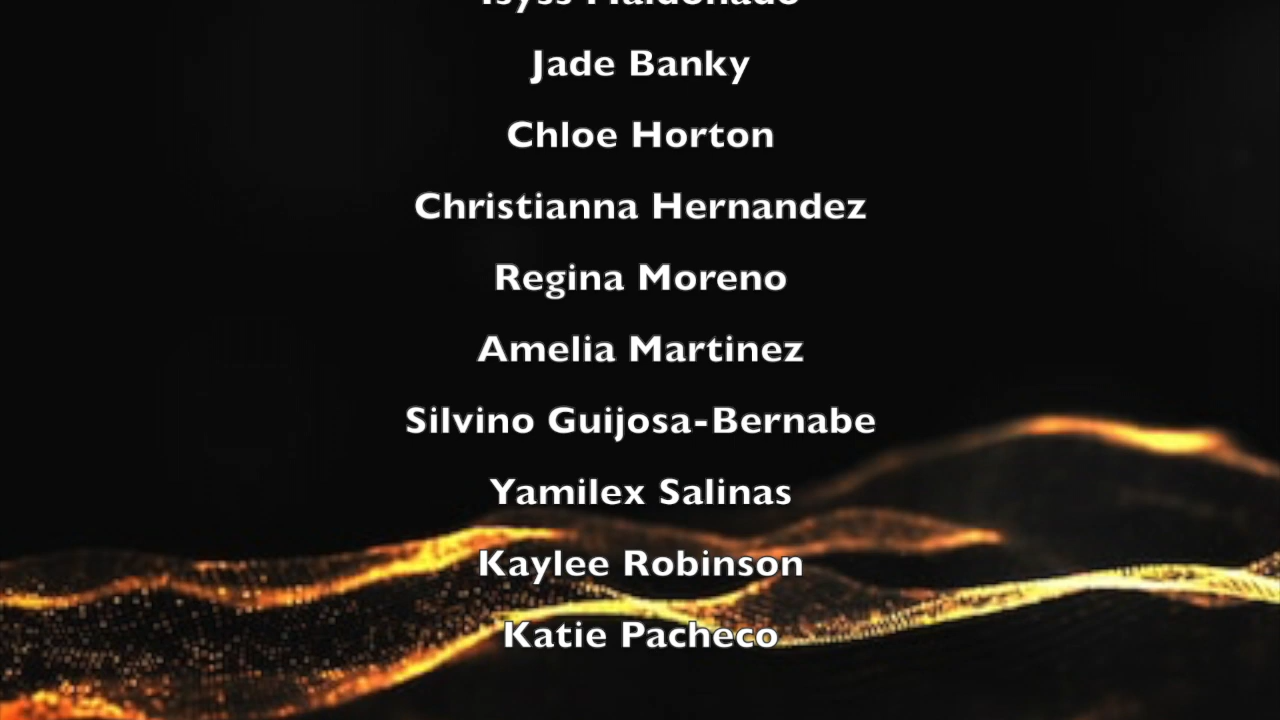 Maldonado
Jade Banky
Chloe Horton
Christianna Hernandez
Regina Moreno
Amelia Martinez
Silvino Guijosa-Bernabe
Yamilex Salinas
Kaylee Robinson
Katie Pacheco